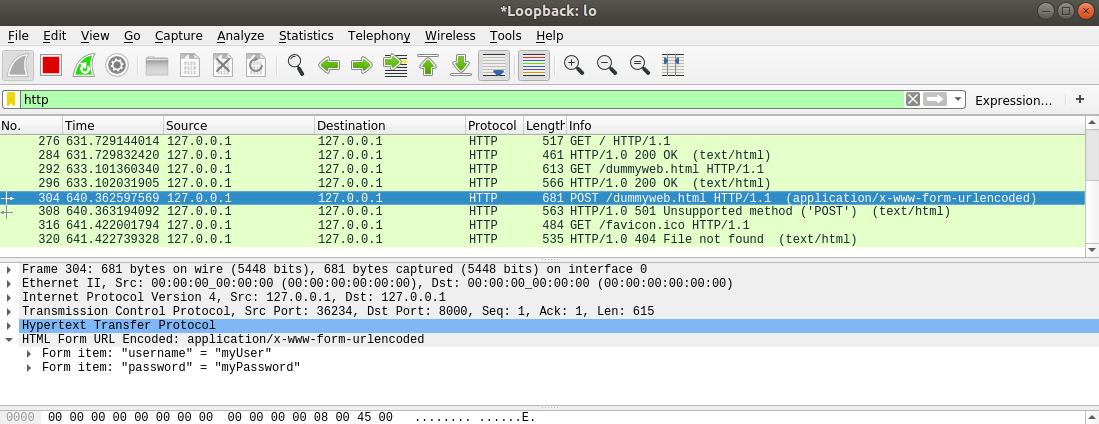 *Loopback: lo
File Edit View Go Capture Analyze Statistics Telephony Wireless Tools Help
http Expression... +
No. Time Source Destination Protocol Length Info
276 631.729144014 127.0.0.1 127.0.0.1 HTTP 517 GET / HTTP/1.1
284 631.729832420 127.0.0.1 127.0.0.1 HTTP 461 HTTP/1.0 200 OK (text/html)
292 633.101360340 127.0.0.1 127.0.0.1 HTTP 613 GET /dummyweb.html HTTP/1.1
296 633.102031905 127.0.0.1 127.0.0.1 HTTP 566 HTTP/1.0 200 OK (text/html)
304 640.362597569 127.0.0.1 127.0.0.1 HTTP 681 POST /dummyweb.html HTTP/1.1 (application/x-www-form-urlencoded)
308 640.363194092 127.0.0.1 127.0.0.1 HTTP 563 HTTP/1.0 501 Unsupported method ('POST') (text/html)
316 641.422001794 127.0.0.1 127.0.0.1 HTTP 484 GET /favicon.ico HTTP/1.1
320 641.422739328 127.0.0.1 127.0.0.1 HTTP 535 HTTP/1.0 404 File not found (text/html)
Frame 304: 681 bytes on wire (5448 bits), 681 bytes captured (5448 bits) on interface 0
Ethernet II, Src: 00:00:00_00:00:00 (00:00:00:00:00:00), Dst: 00:00:00_00:00:00 (00:00:00:00:00:00)
Internet Protocol Version 4, Src: 127.0.0.1, Dst: 127.0.0.1
Transmission Control Protocol, Src Port: 36234, Dst Port: 8000, Seq: 1, Ack: 1, Len: 615
Hypertext Transfer Protocol
HTML Form URL Encoded: application/x-www-form-urlencoded
Form item: "username" = "myUser"
Form item: "password" = "myPassword"
0000 00 00 00 00 00 00 00 00 00 00 00 00 08 00 45 00 ........ ......E.